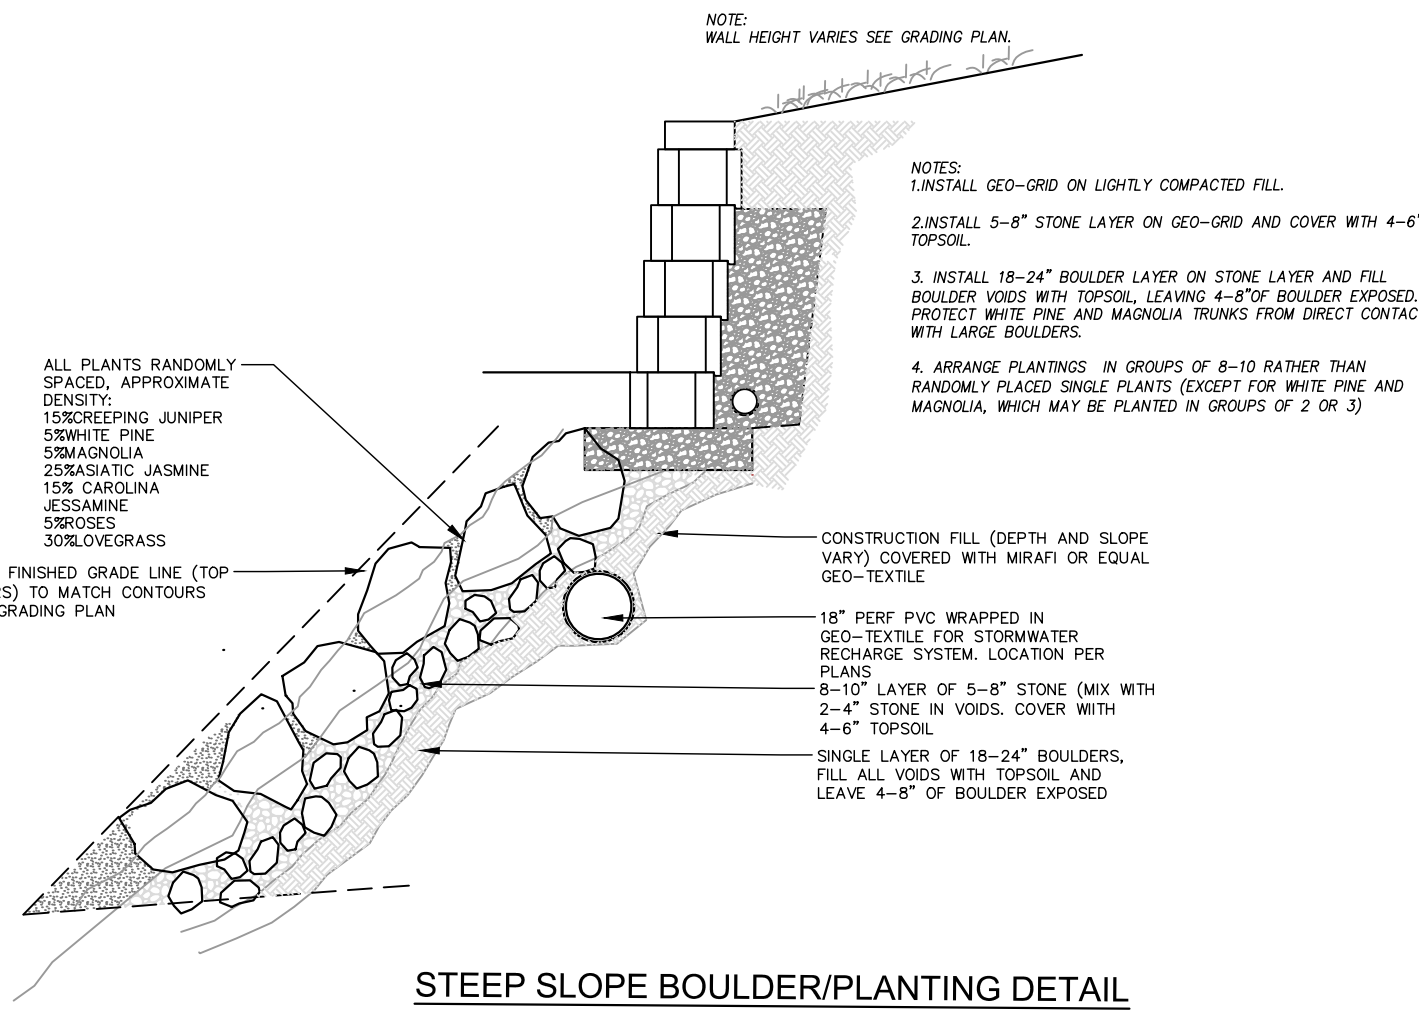 NOTE:
WALL HEIGHT VARIES SEE GRADING PLAN.
NOTES:
1.INSTALL GEO-GRID ON LIGHTLY COMPACTED FILL.
2.INSTALL 5-8" STONE LAYER ON GEO-GRID AND COVER WITH 4-6'
TOPSOIL.
3. INSTALL 18-24" BOULDER LAYER ON STONE LAYER AND FILL
BOULDER VOIDS WITH TOPSOIL, LEAVING 4-8"OF BOULDER EXPOSED.
PROTECT WHITE PINE AND MAGNOLIA TRUNKS FROM DIRECT CONTAC
WITH LARGE BOULDERS.
4. ARRANGE PLANTINGS IN GROUPS OF 8-10 RATHER THAN
RANDOMLY PLACED SINGLE PLANTS (EXCEPT FOR WHITE PINE AND
MAGNOLIA, WHICH MAY BE PLANTED IN GROUPS OF 2 OR 3)
ALL PLANTS RANDOMLY
SPACED, APPROXIMATE
DENSITY:
15%CREEPING JUNIPER
5%WHITE PINE
5%MAGNOLIA
25%ASIATIC JASMINE
15% CAROLINA
JESSAMINE
5%ROSES
30%LOVEGRASS
FINISHED GRADE LINE (TOP
RS) TO MATCH CONTOURS
GRADING PLAN
CONSTRUCTION FILL (DEPTH AND SLOPE
VARY) COVERED WITH MIRAFI OR EQUAL
GEO-TEXTILE
18" PERF PVC WRAPPED IN
GEO-TEXTILE FOR STORMWATER
RECHARGE SYSTEM. LOCATION PER
PLANS
8-10" LAYER OF 5-8" STONE (MIX WITH
2-4" STONE IN VOIDS. COVER WIITH
4-6" TOPSOIL
SINGLE LAYER OF 18-24" BOULDERS,
FILL ALL VOIDS WITH TOPSOIL AND
LEAVE 4-8" OF BOULDER EXPOSED
STEEP SLOPE BOULDER/PLANTING DETAIL